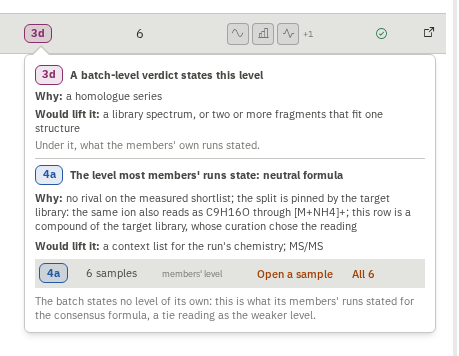 3d 6 +1
3d A batch-level verdict states this level
Why: a homologue series
Would lift it: a library spectrum, or two or more fragments that fit one
structure
Under it, what the members' own runs stated.
4a The level most members' runs state: neutral formula
Why: no rival on the measured shortlist; the split is pinned by the target
library: the same ion also reads as C9H16O through [M+NH4]+; this row is a
compound of the target library, whose curation chose the reading
Would lift it: a context list for the run's chemistry; MS/MS
4a 6 samples members' level Open a sample All 6
The batch states no level of its own: this is what its members' runs stated for
the consensus formula, a tie reading as the weaker level.